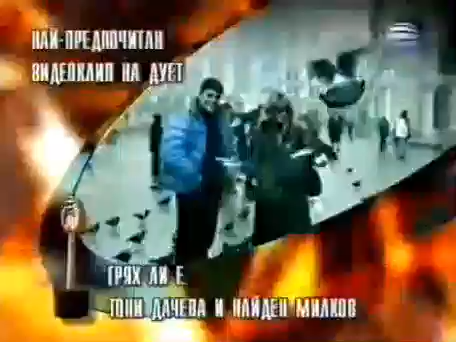 НАЙ-ПРЕДПОЧИТАН
ВИДЕОКЛИП НА ДУЕТ
ГРЯХ ЛИ Е
ТОНИ ДАЧЕВА И НАЙДЕН МИЛКОВ